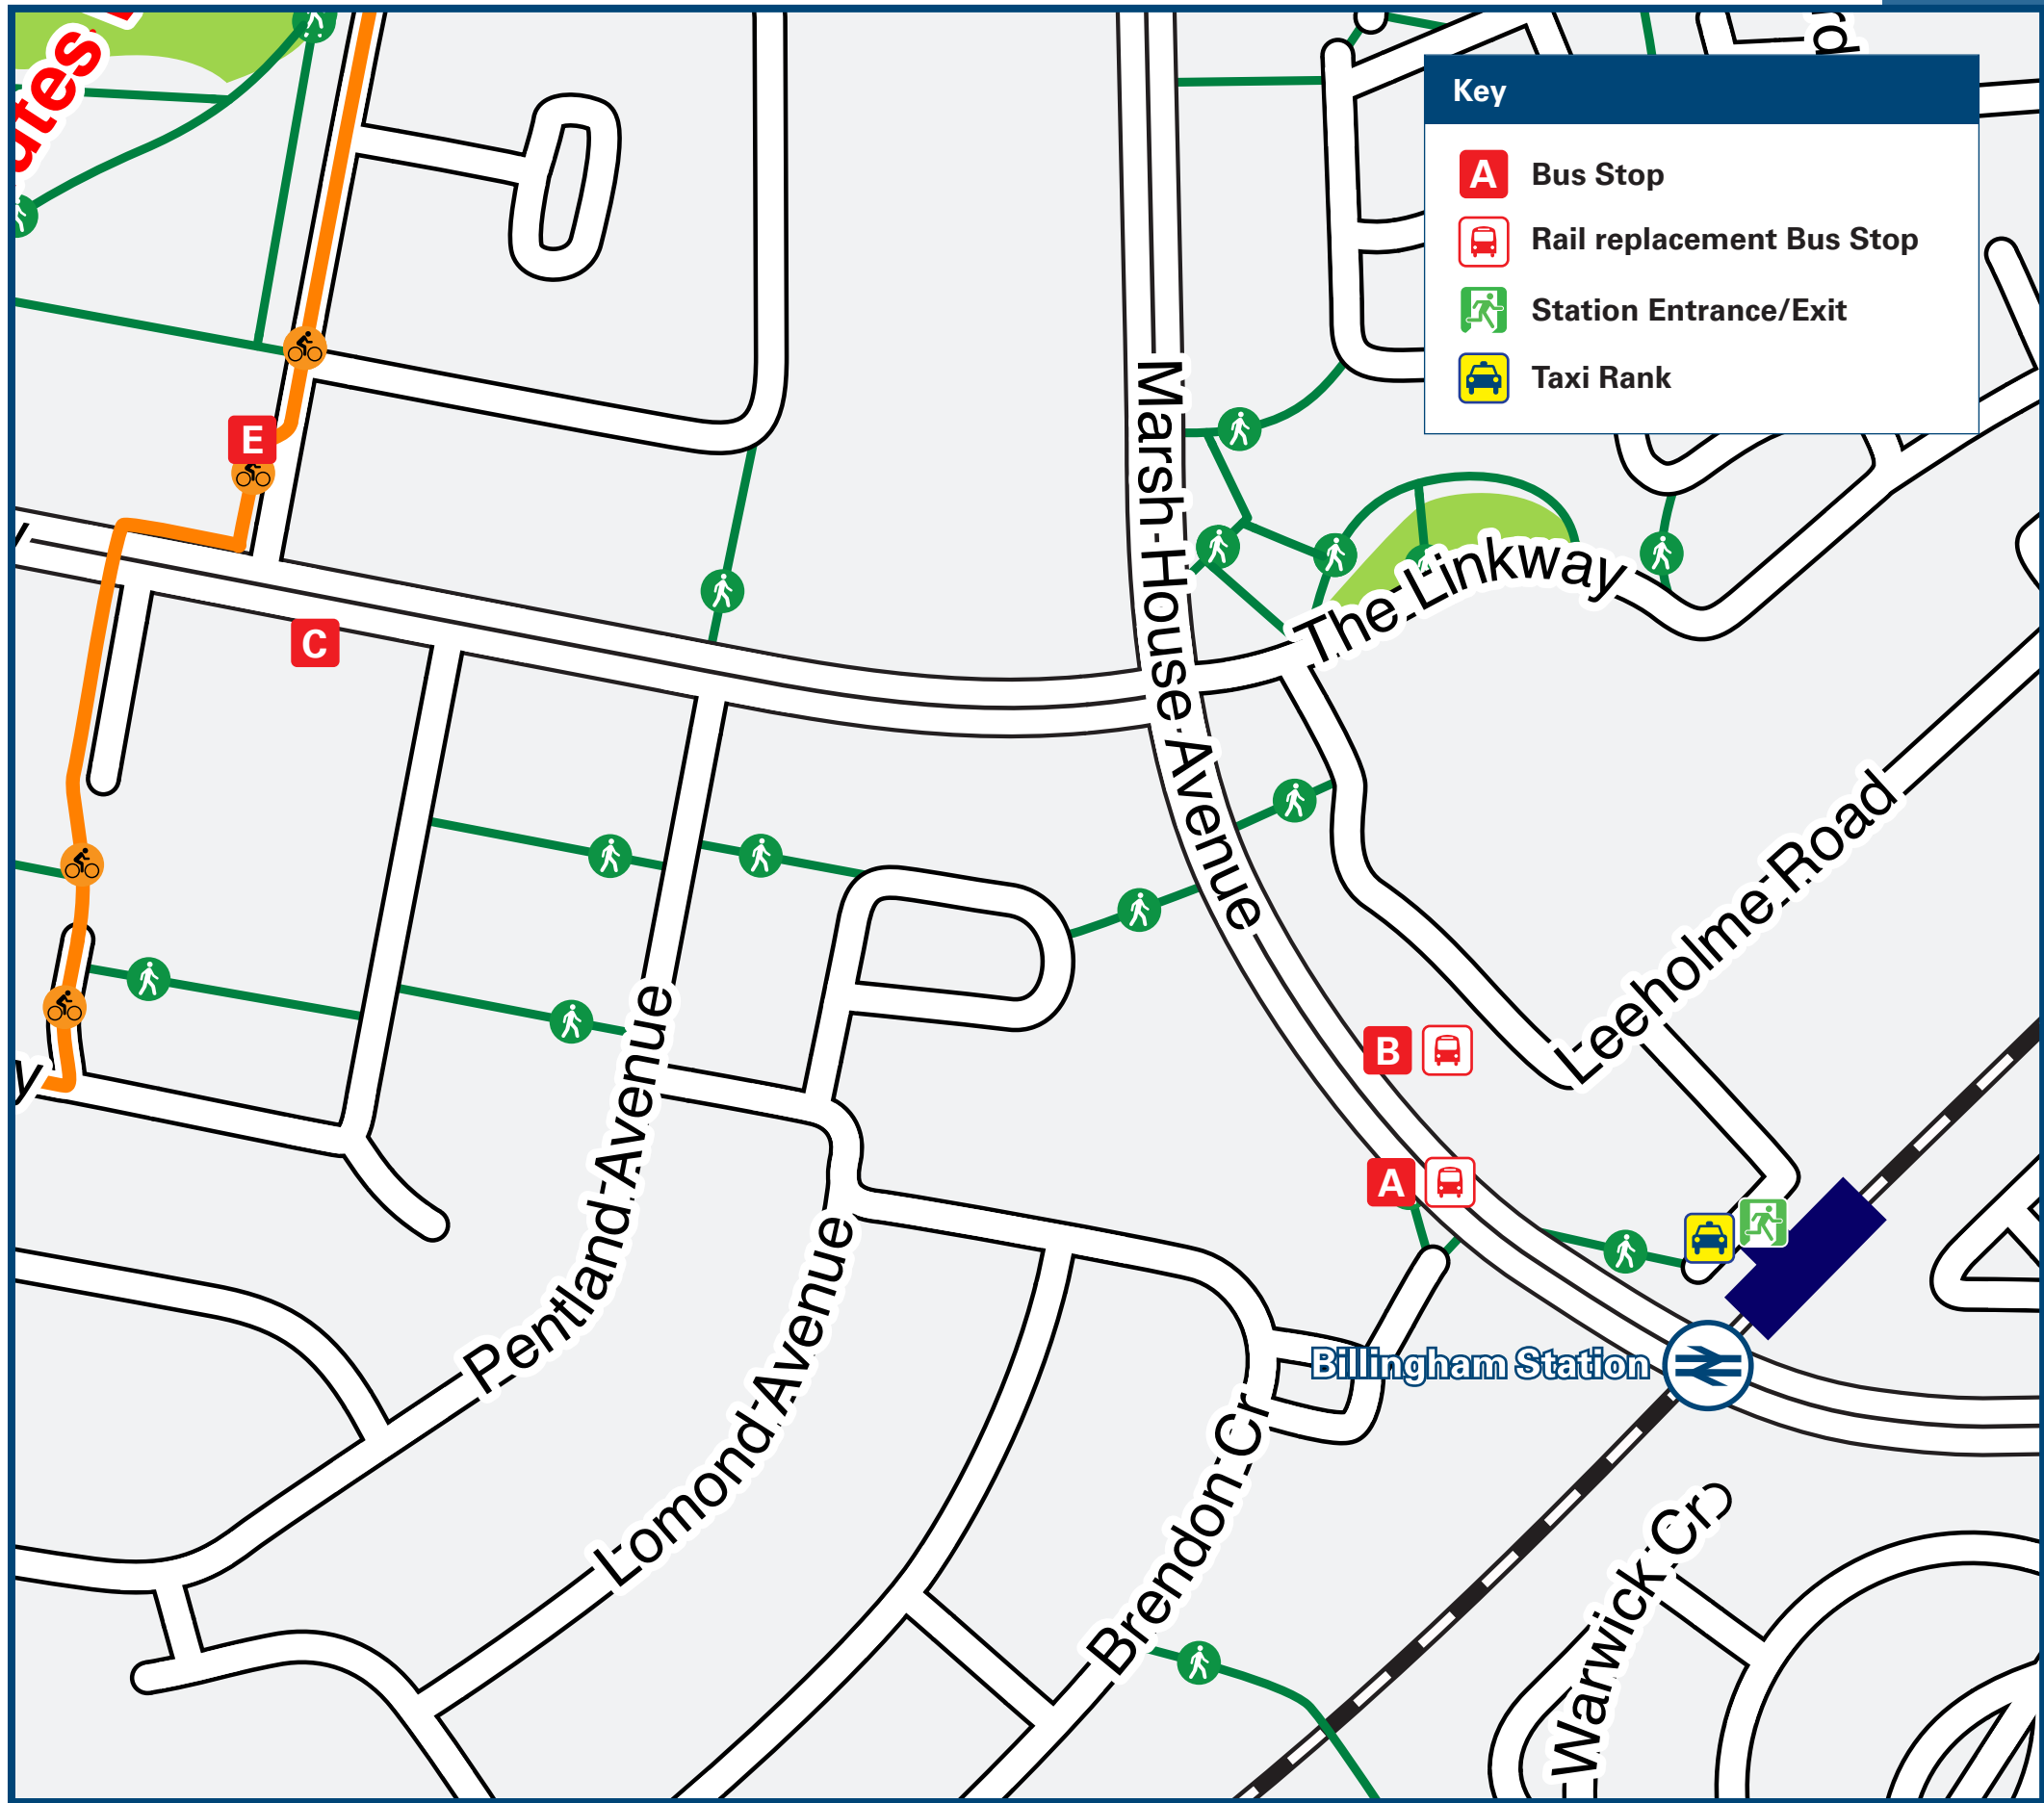 Key
A Bus Stop
Rail replacement Bus Stop
Station Entrance/Exit
Taxi Rank
E
C
Marsh House Avenue
The Linkway
Leeholme Road
B
A
Pentland Avenue
Lomond Avenue
Billingham Station
Brendon Cr
Warwick Cr